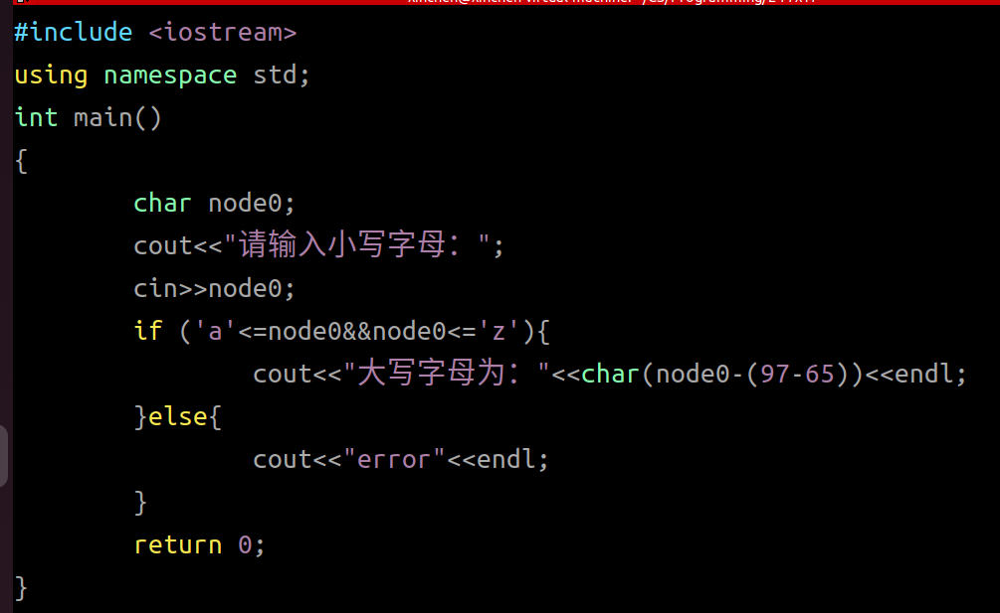 #include <iostream>
using namespace std;
int main()
{
char node0;
cout<<"请输入小写字母：";
cin>>node0;
if ('a'<=node0&&node0<='z'){
cout<<"大写字母为："<<char(node0-(97-65))<<endl;
}else{
cout<<"error"<<endl;
}
return 0;
}